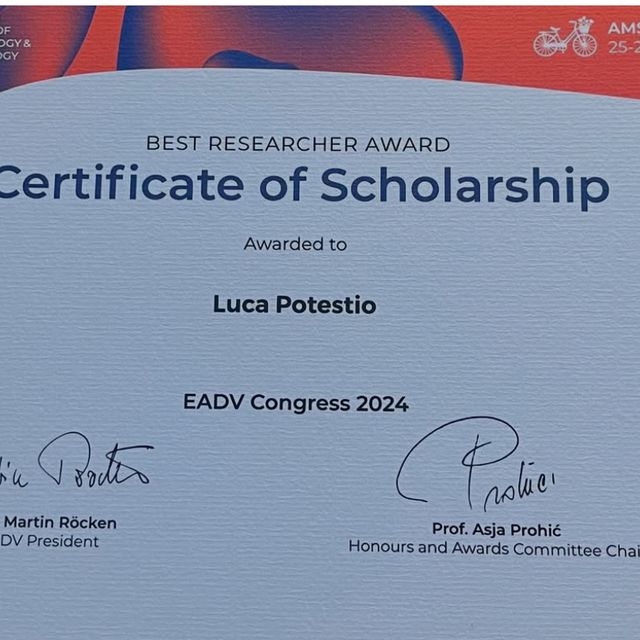 OF
OGY &
OGY
AMS
25-2
BEST RESEARCHER AWARD
Certificate of Scholarship
Awarded to
Luca Potestio
EADV Congress 2024
Martin Röcken
DV President
Prof. Asja Prohić
Honours and Awards Committee Chai